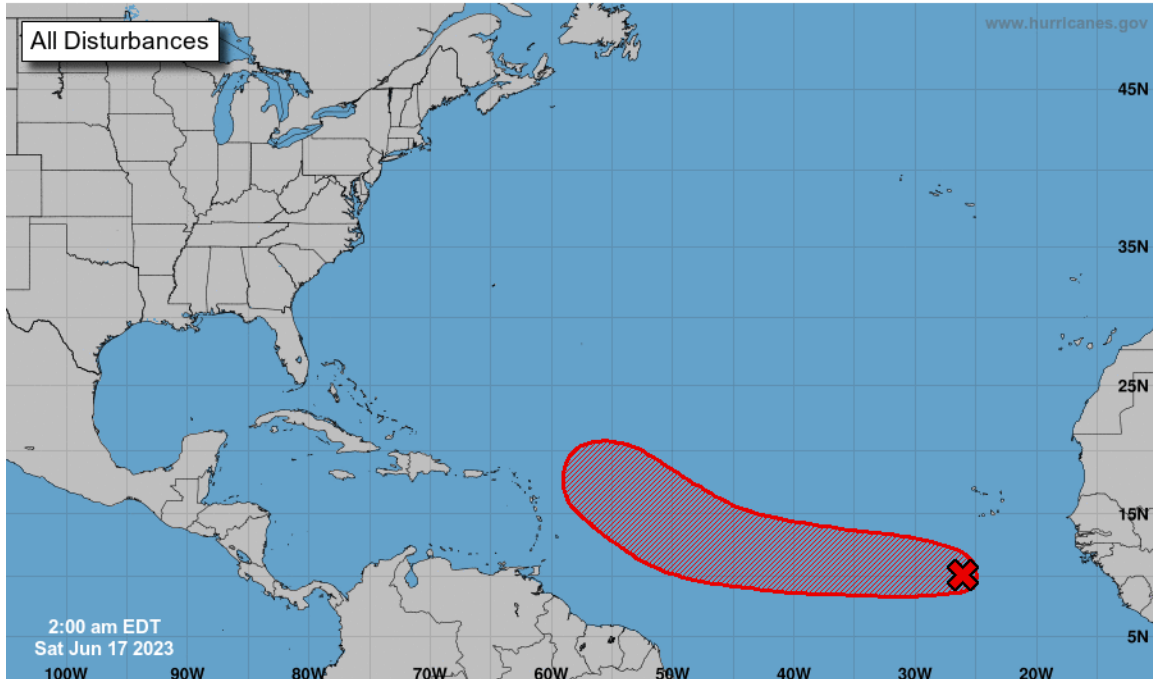 www.hurricanes.gov
All Disturbances
45N
35N
25N
15N
5N
2:00 am EDT
Sat Jun 17 2023
100W 90W 80W 70W 60W 50W 40W 30W 20W